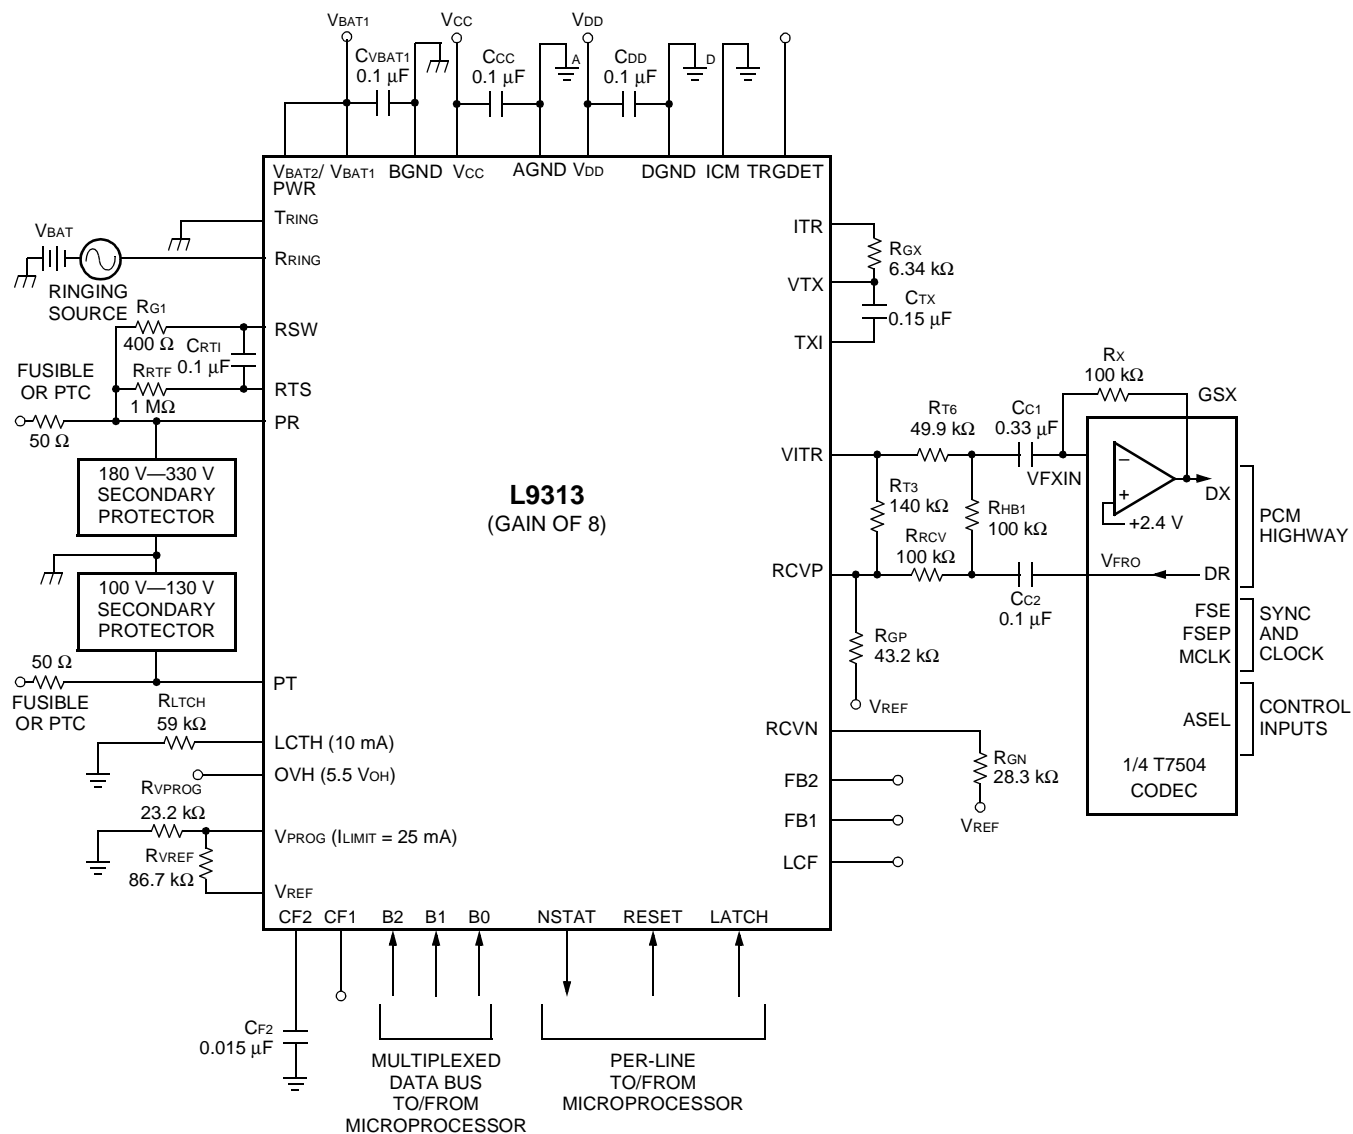 VBAT1
VCC
VDD
CVBAT1
0.1 µF
CCC
0.1 µF
A
CDD
0.1 µF
D
VBAT2/
PWR
VBAT1
BGND
VCC
AGND
VDD
DGND
ICM
TRGDET
TRING
VBAT
RRING
RINGING
SOURCE
RG1
400 Ω
RSW
CRTI
0.1 µF
RRTF
1 MΩ
RTS
FUSIBLE
OR PTC
50 Ω
PR
180 V—330 V
SECONDARY
PROTECTOR
100 V—130 V
SECONDARY
PROTECTOR
50 Ω
FUSIBLE
OR PTC
PT
RLTCH
59 kΩ
LCTH (10 mA)
OVH (5.5 VOH)
RVPROG
23.2 kΩ
VPROG (ILIMIT = 25 mA)
RVREF
86.7 kΩ
VREF
L9313
(GAIN OF 8)
ITR
RGX
6.34 kΩ
VTX
CTX
0.15 µF
TXI
RX
100 kΩ
GSX
RT6
49.9 kΩ
CC1
0.33 µF
VITR
VFXIN
–
+
+2.4 V
DX
RT3
140 kΩ
RHB1
100 kΩ
PCM
HIGHWAY
RRCV
100 kΩ
RCVP
VFRO
DR
CC2
0.1 µF
FSE
FSEP
MCLK
SYNC
AND
CLOCK
RGP
43.2 kΩ
VREF
ASEL
CONTROL
INPUTS
RCVN
RGN
28.3 kΩ
VREF
1/4 T7504
CODEC
FB2
FB1
LCF
CF2
CF1
B2
B1
B0
NSTAT
RESET
LATCH
CF2
0.015 µF
MULTIPLEXED
DATA BUS
TO/FROM
MICROPROCESSOR
PER-LINE
TO/FROM
MICROPROCESSOR